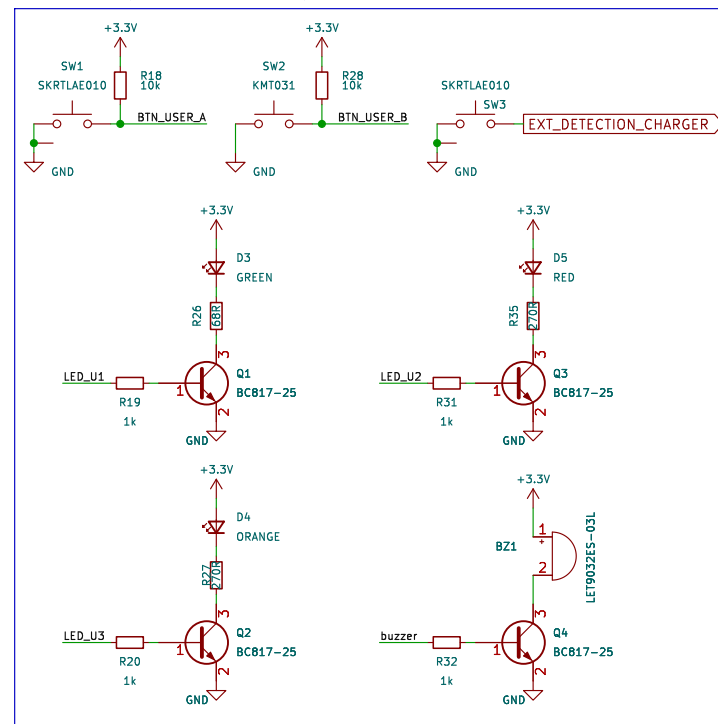 +3.3V
+3.3V
SW1
SKRTLAE010
R18
10k
SW2
KMT031
R28
10k
SKRTLAE010
SW3
BTN_USER_A
BTN_USER_B
EXT_DETECTION_CHARGER
GND
GND
GND
+3.3V
D3
GREEN
R26
68R
LED_U1
R19
1k
3
1
2
Q1
BC817-25
GND
+3.3V
D5
RED
R35
270R
LED_U2
R31
1k
3
1
2
Q3
BC817-25
GND
+3.3V
D4
ORANGE
R27
270R
LED_U3
R20
1k
3
1
2
Q2
BC817-25
GND
+3.3V
BZ1
1
+
2
LET9032ES-03L
buzzer
R32
1k
3
1
2
Q4
BC817-25
GND